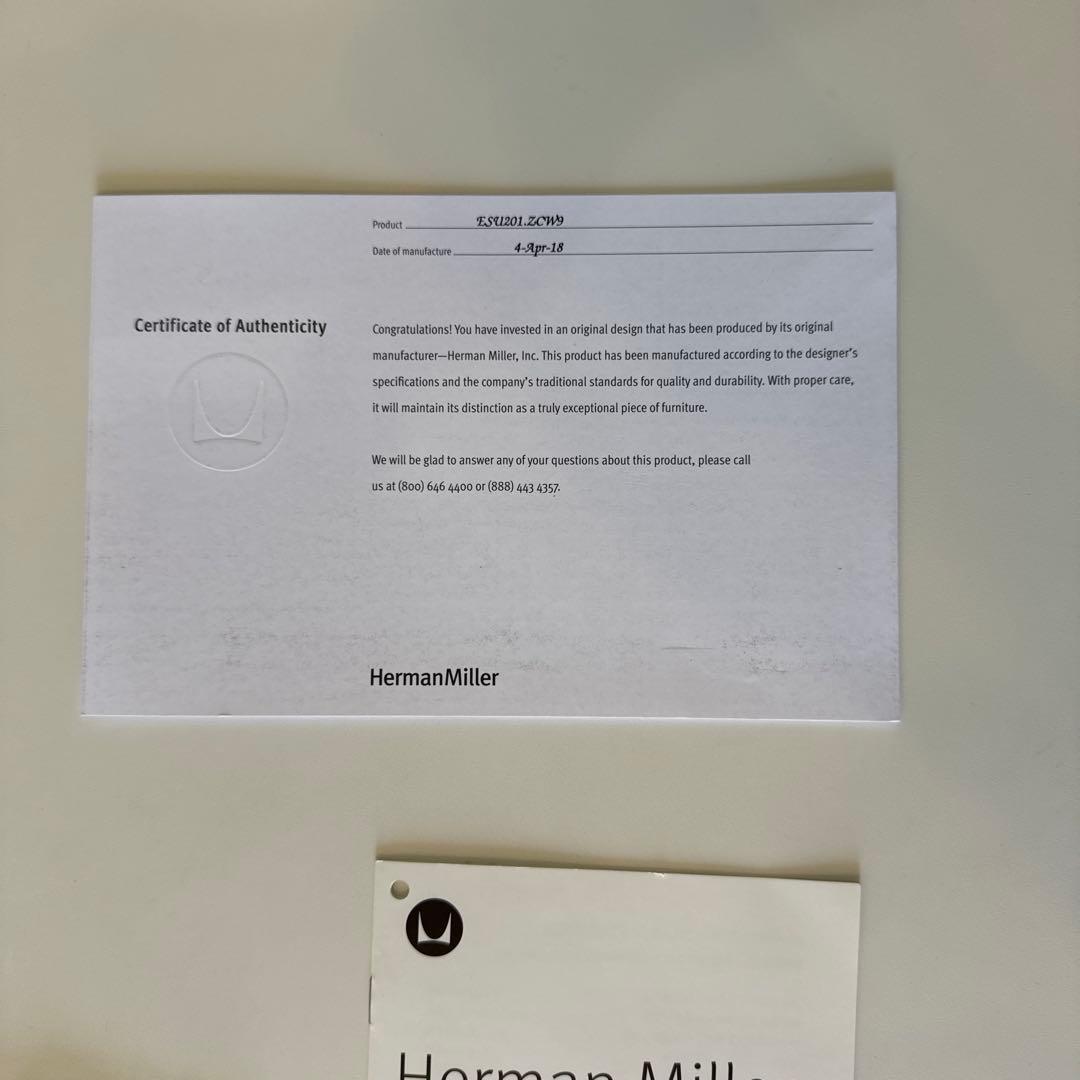 Product ESU201.ZCW9
Date of manufacture 4-Apr-18
Certificate of Authenticity
Congratulations! You have invested in an original design that has been produced by its original
manufacturer—Herman Miller, Inc. This product has been manufactured according to the designer's
specifications and the company's traditional standards for quality and durability. With proper care,
it will maintain its distinction as a truly exceptional piece of furniture.
We will be glad to answer any of your questions about this product, please call
us at (800) 646 4400 or (888) 443 4357.
HermanMiller
Herman Mille